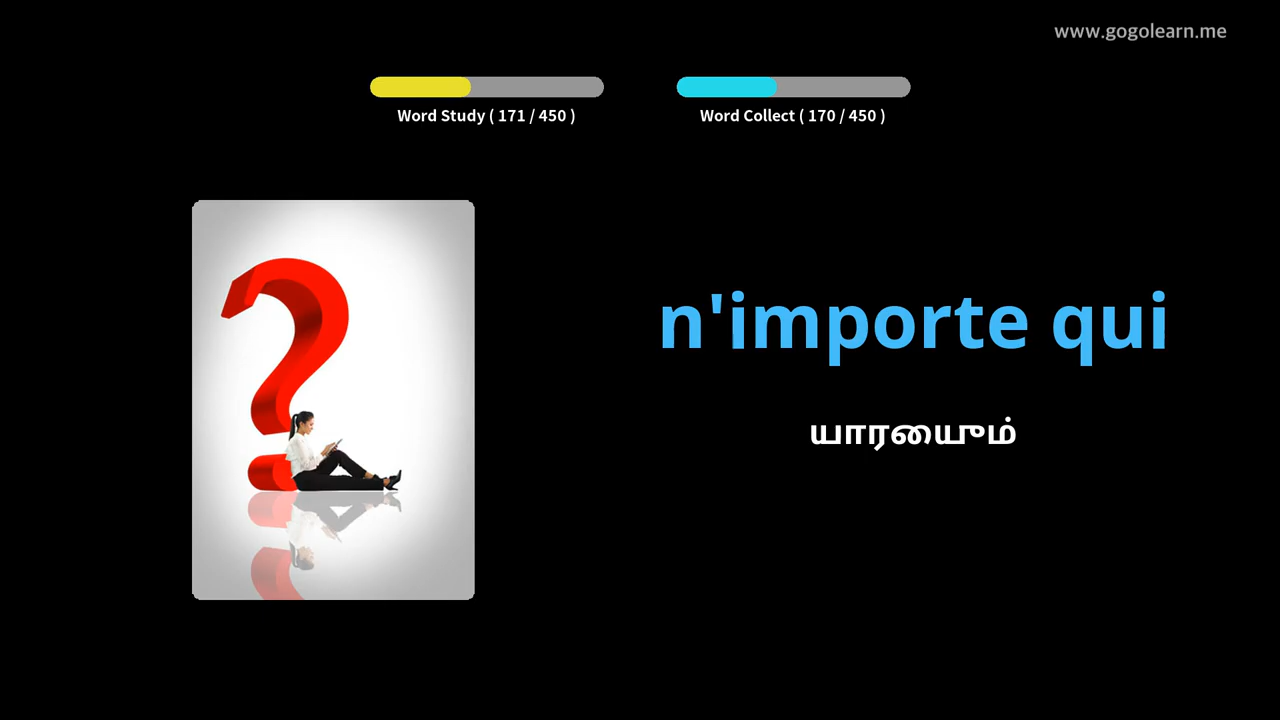 www.gogolearn.me
Word Study ( 171 / 450 )
Word Collect ( 170 / 450 )
n'importe qui
யாரையும்